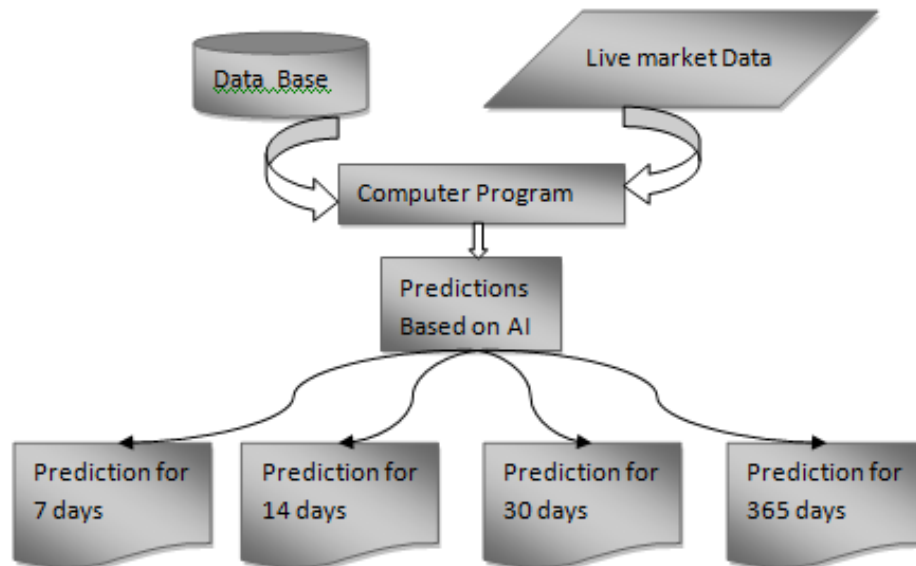 Data Base
Live market Data
Computer Program
Predictions
Based on AI
Prediction for
7 days
Prediction for
14 days
Prediction for
30 days
Prediction for
365 days